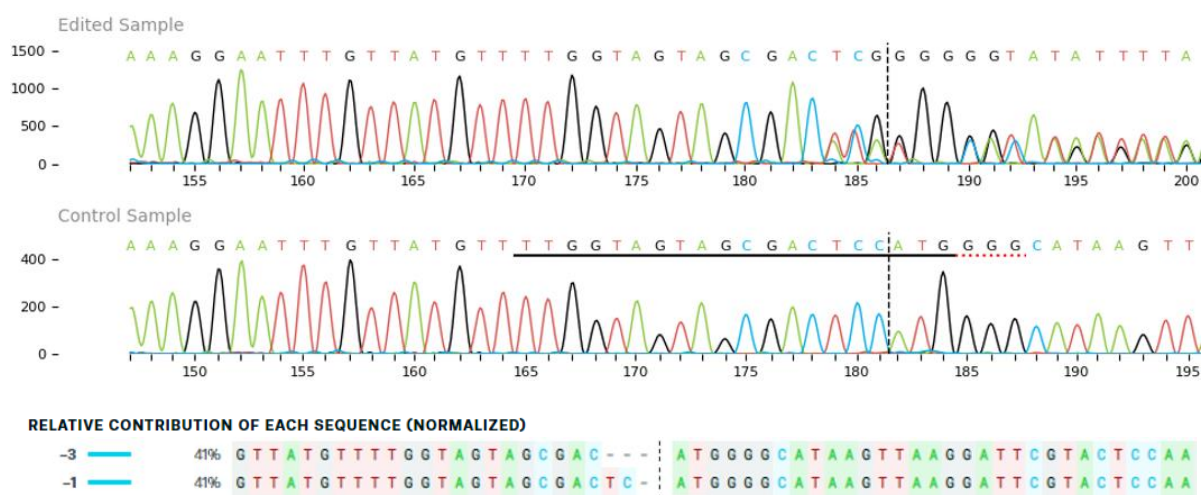 Edited Sample
1500
1000
500
0
A A A G G A A T T T G T T A T G T T T T G G T A G T A G C G A C T C G G G G G G T A T A T T T T A
155 160 165 170 175 180 185 190 195 200
Control Sample
400
200
0
A A A G G A A T T T G T T A T G T T T T G G T A G T A G C G A C T C C A T G G G G C A T A A G T T
150 155 160 165 170 175 180 185 190 195
RELATIVE CONTRIBUTION OF EACH SEQUENCE (NORMALIZED)
-3 41% G T T A T G T T T T G G T A G T A G C G A C - - - A T G G G G C A T A A G T T A A G G A T T C G T A C T C C A A
-1 41% G T T A T G T T T T G G T A G T A G C G A C T C - A T G G G G C A T A A G T T A A G G A T T C G T A C T C C A A